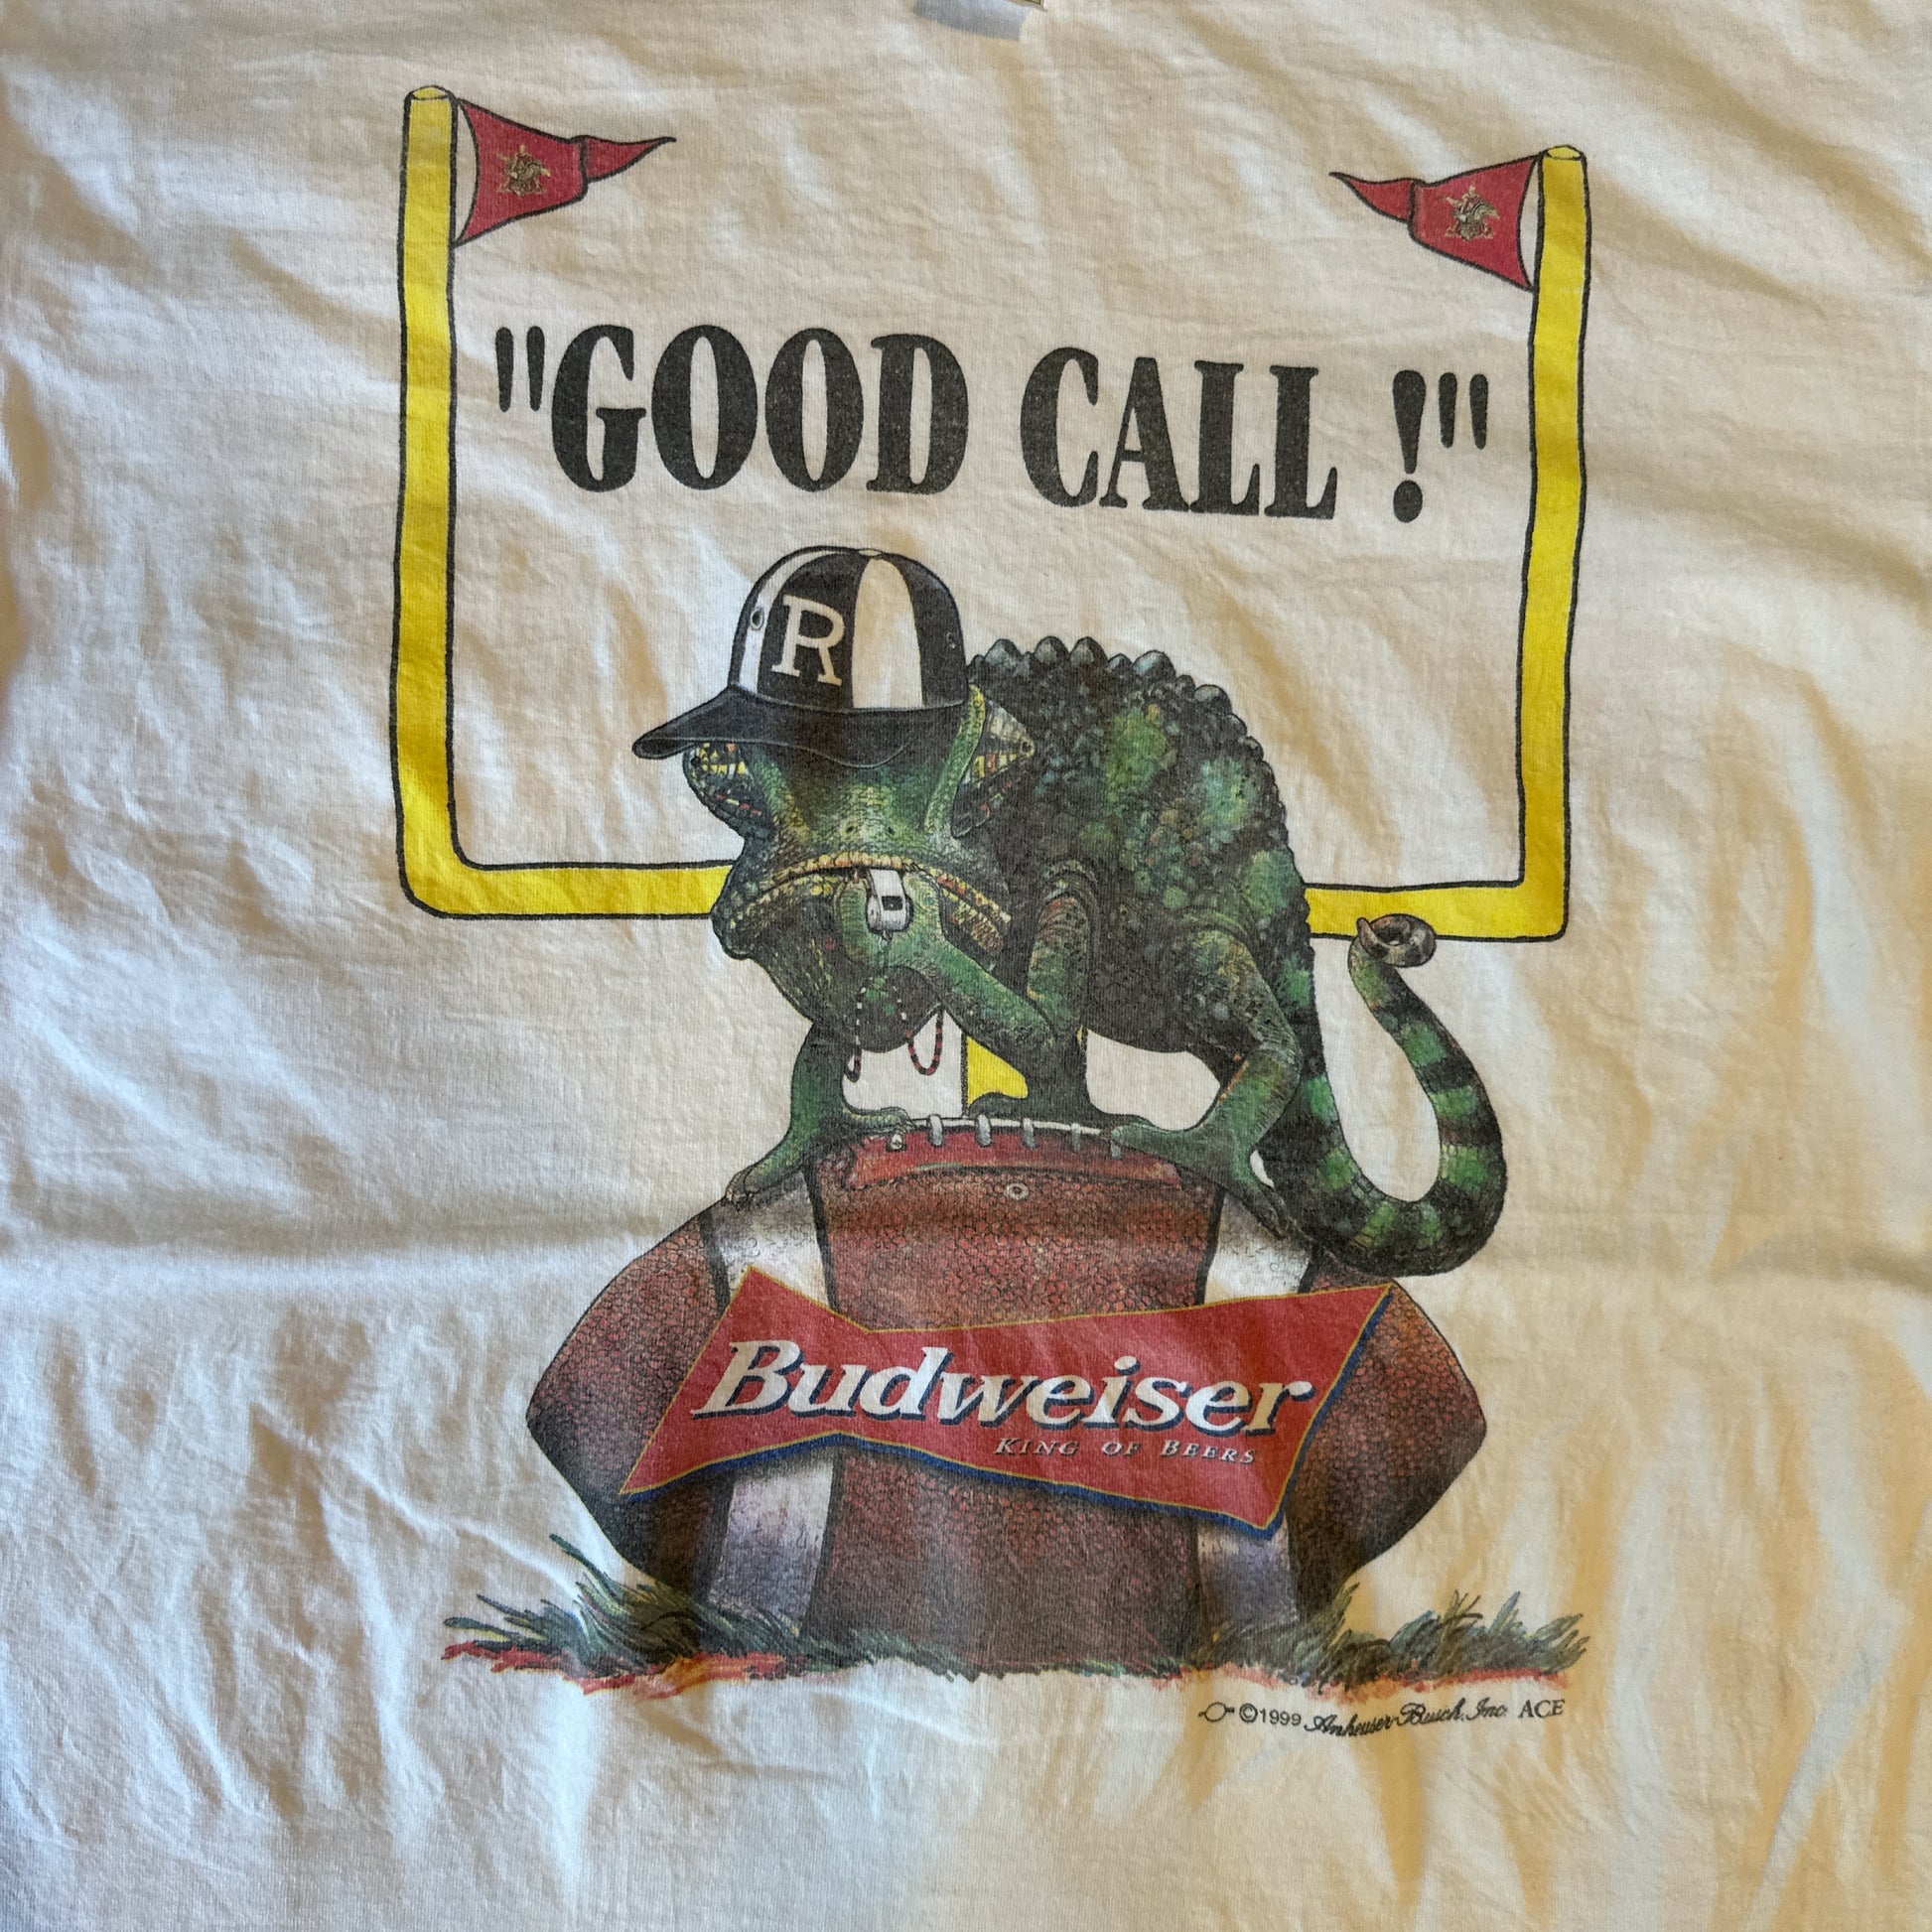 "GOOD CALL !"
R
Budweiser
KING OF BEERS
©1999 Anheuser-Busch, Inc. ACE